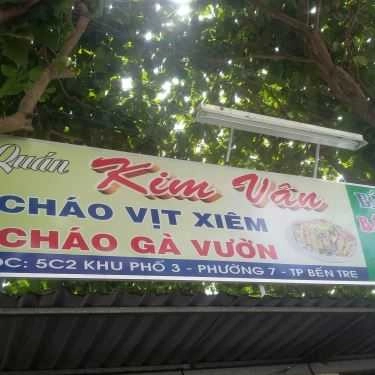 Quán
Kim Vân
CHÁO VỊT XIÊM
CHÁO GÀ VƯỜN
ĐC: 5C2 KHU PHỐ 3 - PHƯỜNG 7 - TP BẾN TRE